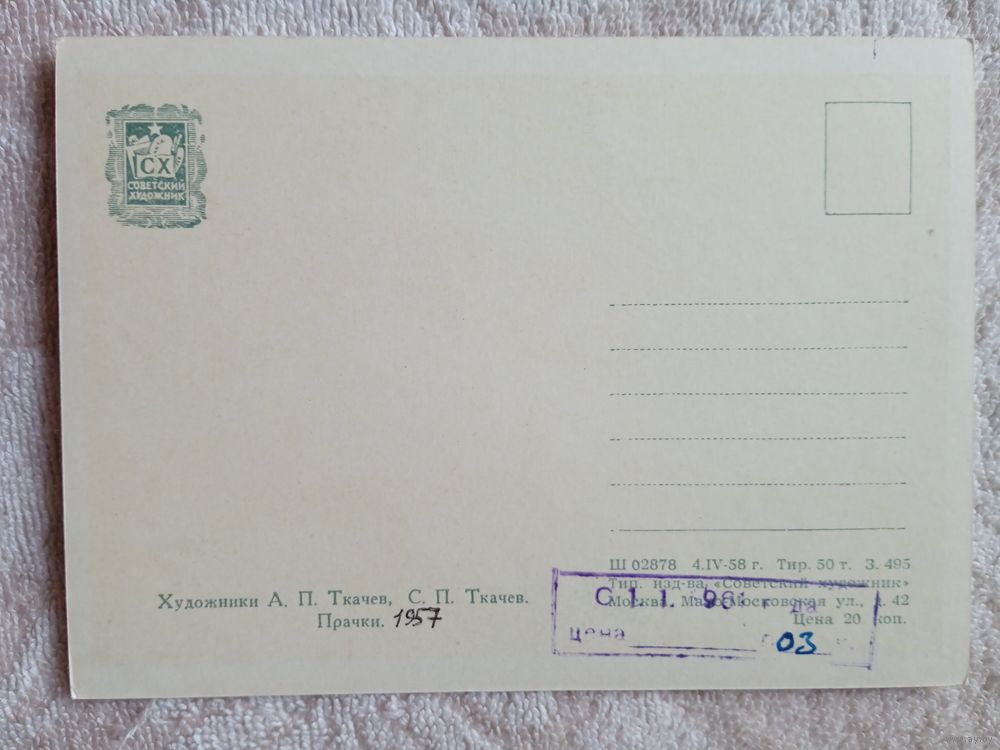 СХ
СОВЕТСКИЙ
ХУДОЖНИК
Художники А. П. Ткачев, С. П. Ткачев.
Прачки. 1957
Ш 02878 4.IV-58 г. Тир. 50 т. З. 495
Тип. изд-ва «Советский художник»
Москва, Мало-Московская ул., д. 42
Цена 20 коп.
С 1.1.
цена 03